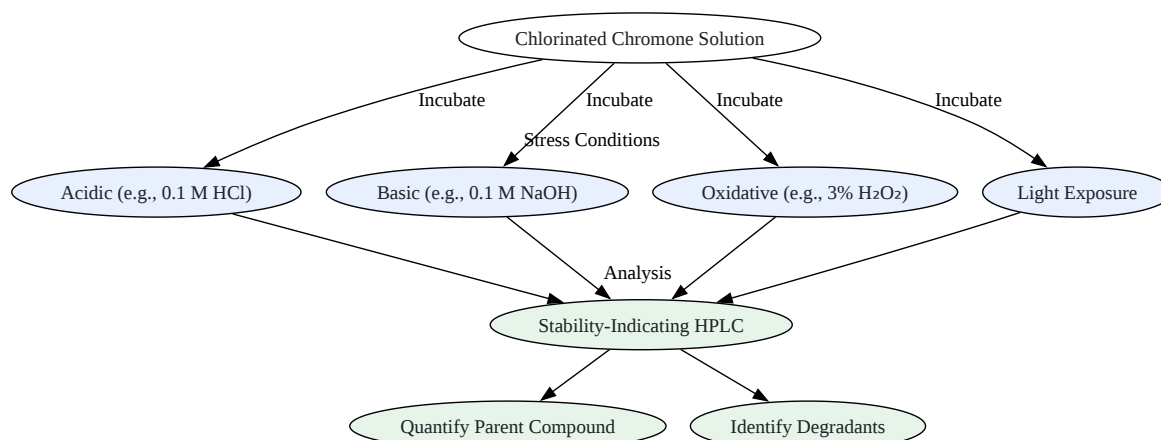 Chlorinated Chromone Solution
Incubate
Incubate
Incubate
Incubate
Stress Conditions
Acidic (e.g., 0.1 M HCl)
Basic (e.g., 0.1 M NaOH)
Oxidative (e.g., 3% H₂O₂)
Light Exposure
Analysis
Stability-Indicating HPLC
Quantify Parent Compound
Identify Degradants